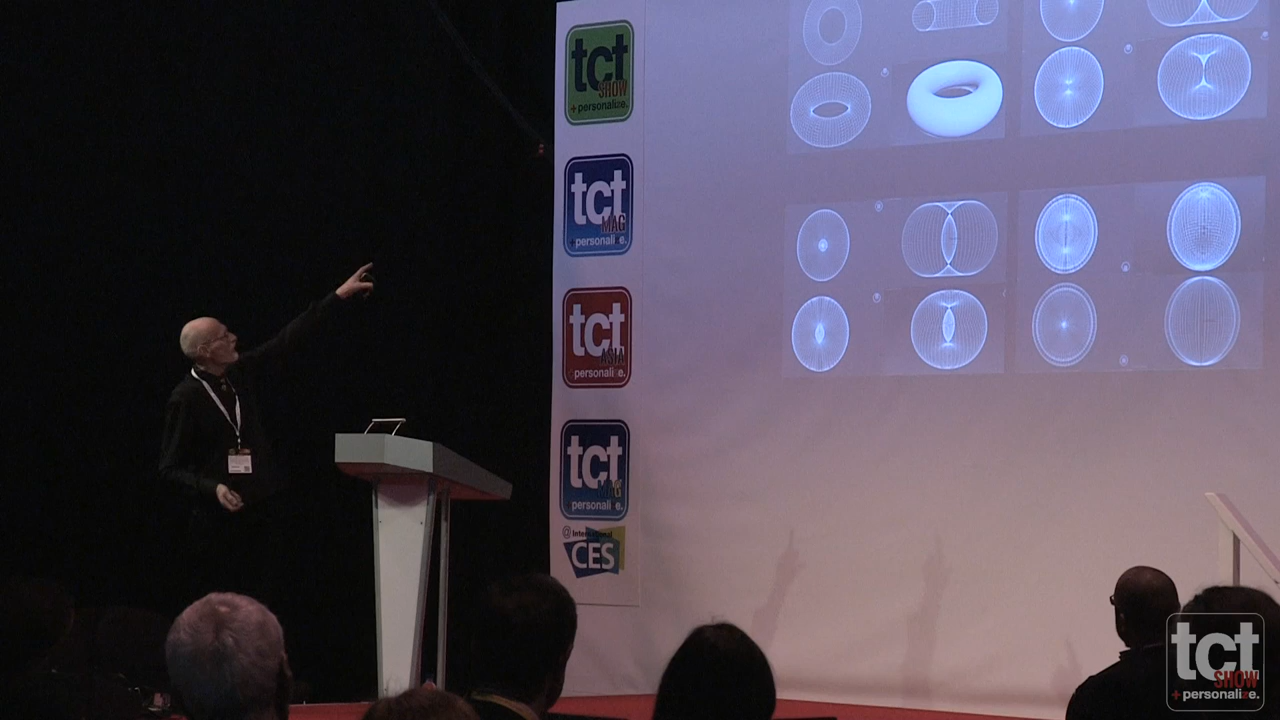 tct
SHOW
+personalize.
tct
MAG
+personalize.
tct
ASIA
+personalize.
tct
MAG
personalize.
@International
CES
tct
SHOW
+personalize.